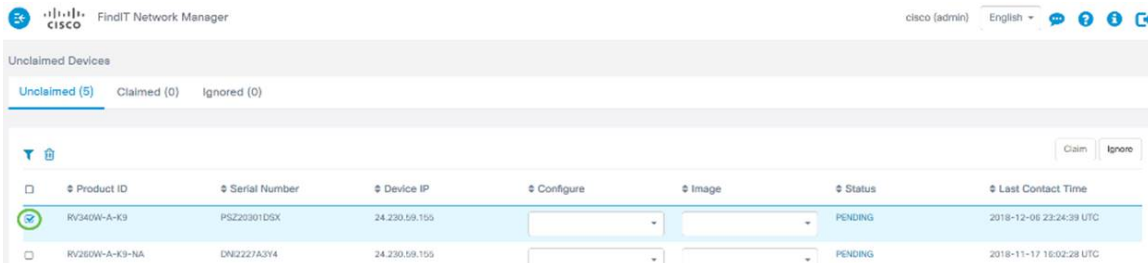 CISCO FindIT Network Manager cisco (admin) English
Unclaimed Devices
Unclaimed (5) Claimed (0) Ignored (0)
Claim Ignore
Product ID Serial Number Device IP Configure Image Status Last Contact Time
RV340W-A-K9 PSZ20301DSX 24.230.59.155 PENDING 2018-12-06 23:24:39 UTC
RV260W-A-K9-NA DNI2227A3Y4 24.230.59.155 PENDING 2018-11-17 16:02:28 UTC